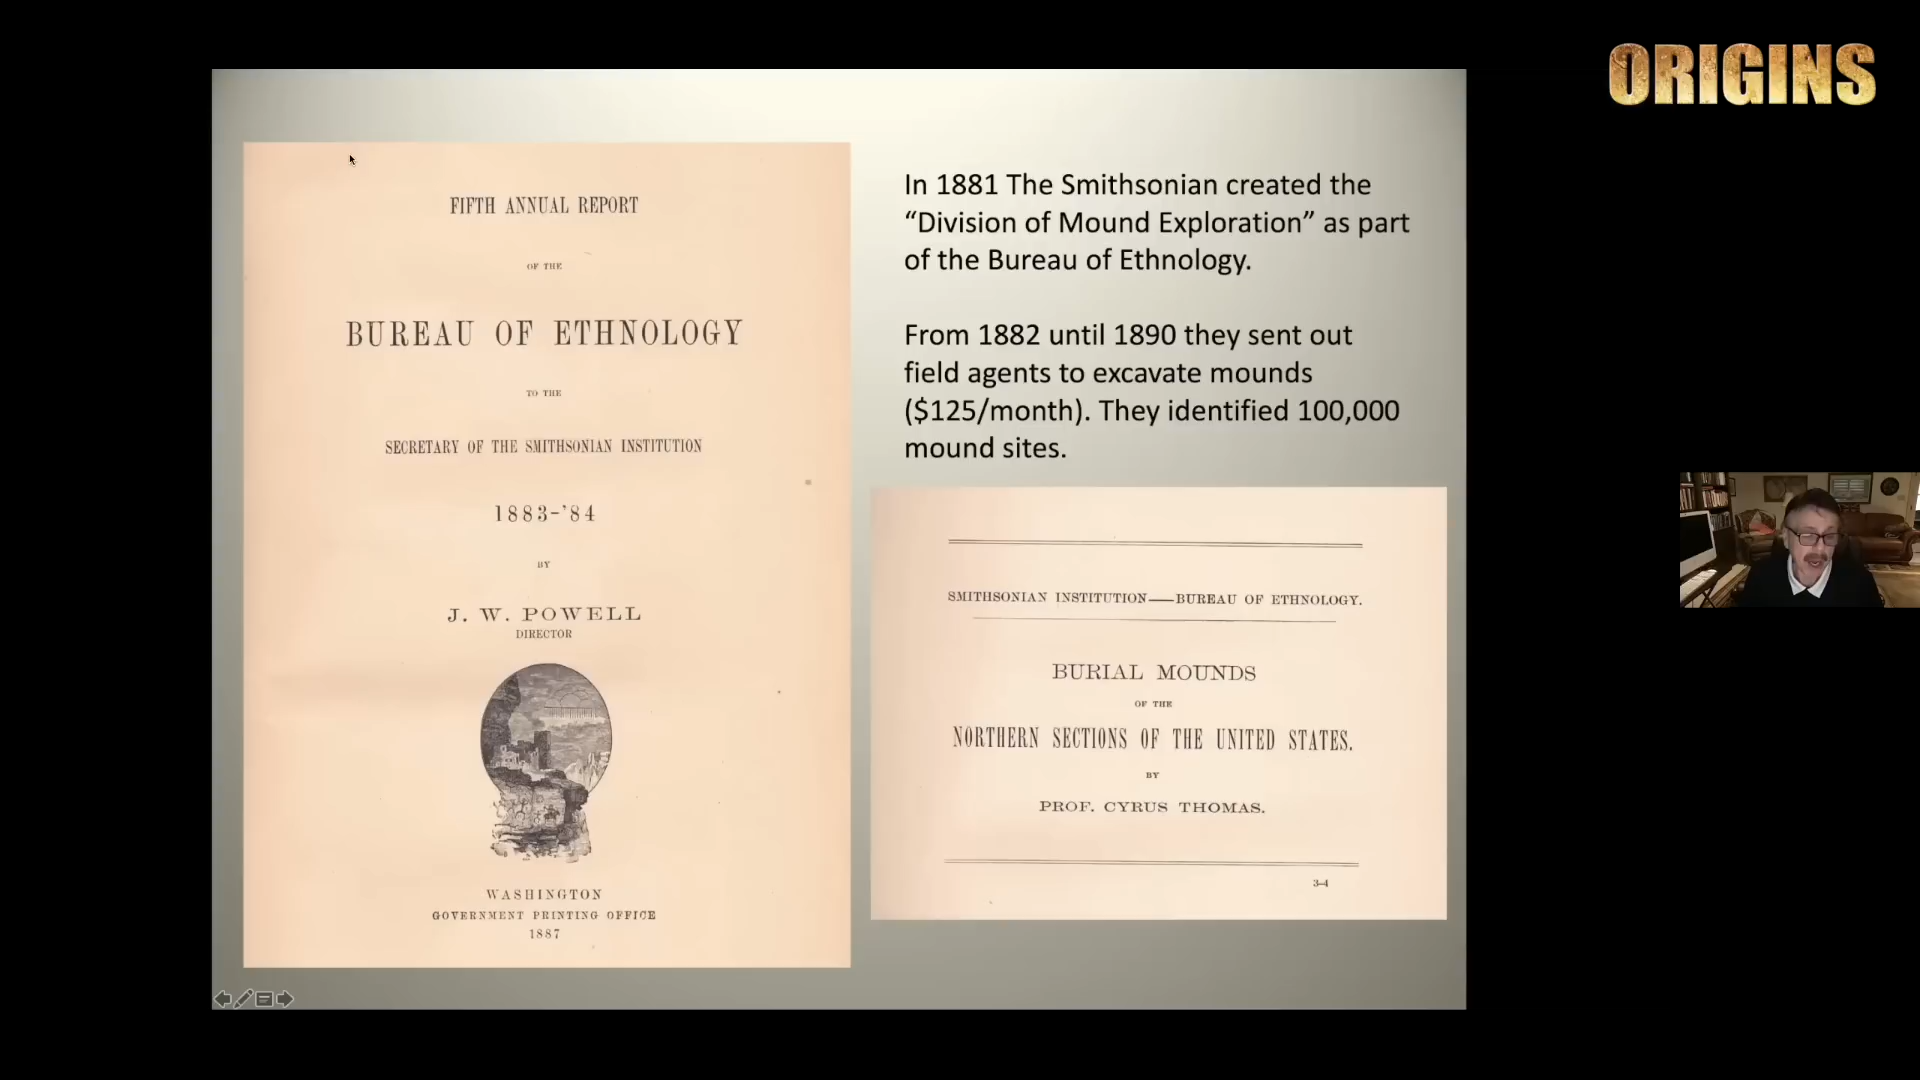 ORIGINS
FIFTH ANNUAL REPORT
OF THE
BUREAU OF ETHNOLOGY
TO THE
SECRETARY OF THE SMITHSONIAN INSTITUTION
1883-'84
BY
J. W. POWELL
DIRECTOR
WASHINGTON
GOVERNMENT PRINTING OFFICE
1887
In 1881 The Smithsonian created the
“Division of Mound Exploration” as part
of the Bureau of Ethnology.
From 1882 until 1890 they sent out
field agents to excavate mounds
($125/month). They identified 100,000
mound sites.
SMITHSONIAN INSTITUTION——BUREAU OF ETHNOLOGY.
BURIAL MOUNDS
OF THE
NORTHERN SECTIONS OF THE UNITED STATES.
BY
PROF. CYRUS THOMAS.
3-4